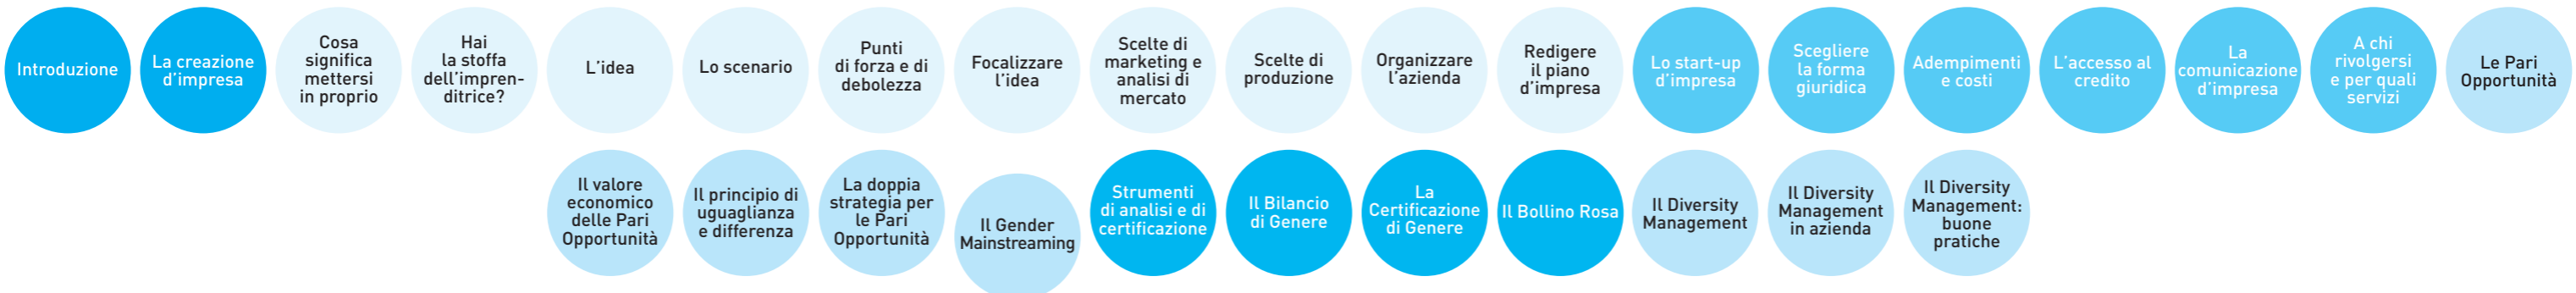 Introduzione
La creazione
d'impresa
Cosa
significa
mettersi
in proprio
Hai
la stoffa
dell'impren-
ditrice?
L'idea
Lo scenario
Punti
di forza e di
debolezza
Focalizzare
l'idea
Scelte di
marketing e
analisi di
mercato
Scelte di
produzione
Organizzare
l'azienda
Redigere
il piano
d'impresa
Lo start-up
d'impresa
Scegliere
la forma
giuridica
Adempimenti
e costi
L'accesso al
credito
La
comunicazione
d'impresa
A chi
rivolgersi
e per quali
servizi
Le Pari
Opportunità
Il valore
economico
delle Pari
Opportunità
Il principio di
uguaglianza
e differenza
La doppia
strategia per
le Pari
Opportunità
Il Gender
Mainstreaming
Strumenti
di analisi e di
certificazione
Il Bilancio
di Genere
La
Certificazione
di Genere
Il Bollino Rosa
Il Diversity
Management
Il Diversity
Management
in azienda
Il Diversity
Management:
buone
pratiche